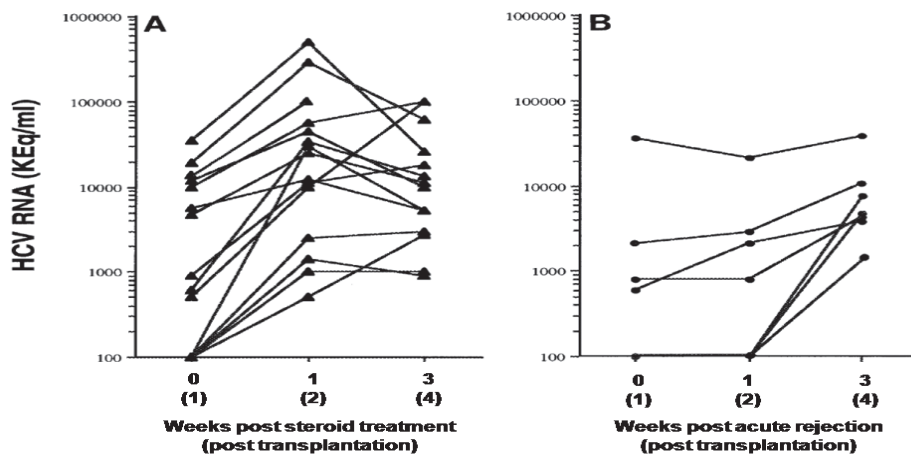 A
B
HCV RNA (KEq/ml)
1000000
100000
10000
1000
100
0 1 3
(1) (2) (4)
Weeks post steroid treatment
(post transplantation)
1000000
100000
10000
1000
100
0 1 3
(1) (2) (4)
Weeks post acute rejection
(post transplantation)